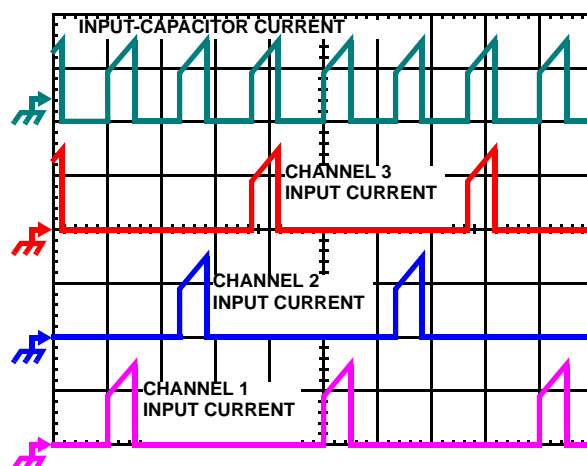 INPUT-CAPACITOR CURRENT
CHANNEL 3
INPUT CURRENT
CHANNEL 2
INPUT CURRENT
CHANNEL 1
INPUT CURRENT